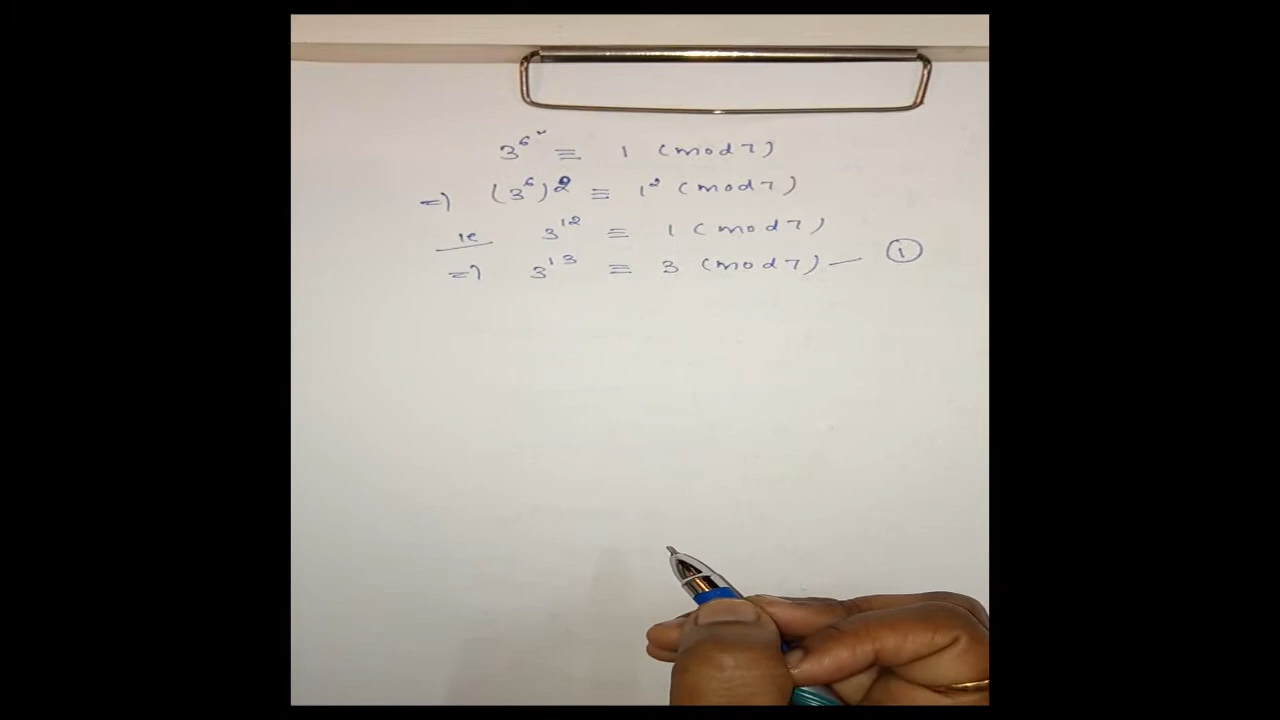 3^6 ≡ 1 (mod 7)
=> (3^6)^2 ≡ 1^2 (mod 7)
ie 3^12 ≡ 1 (mod 7)
=> 3^13 ≡ 3 (mod 7) — ①